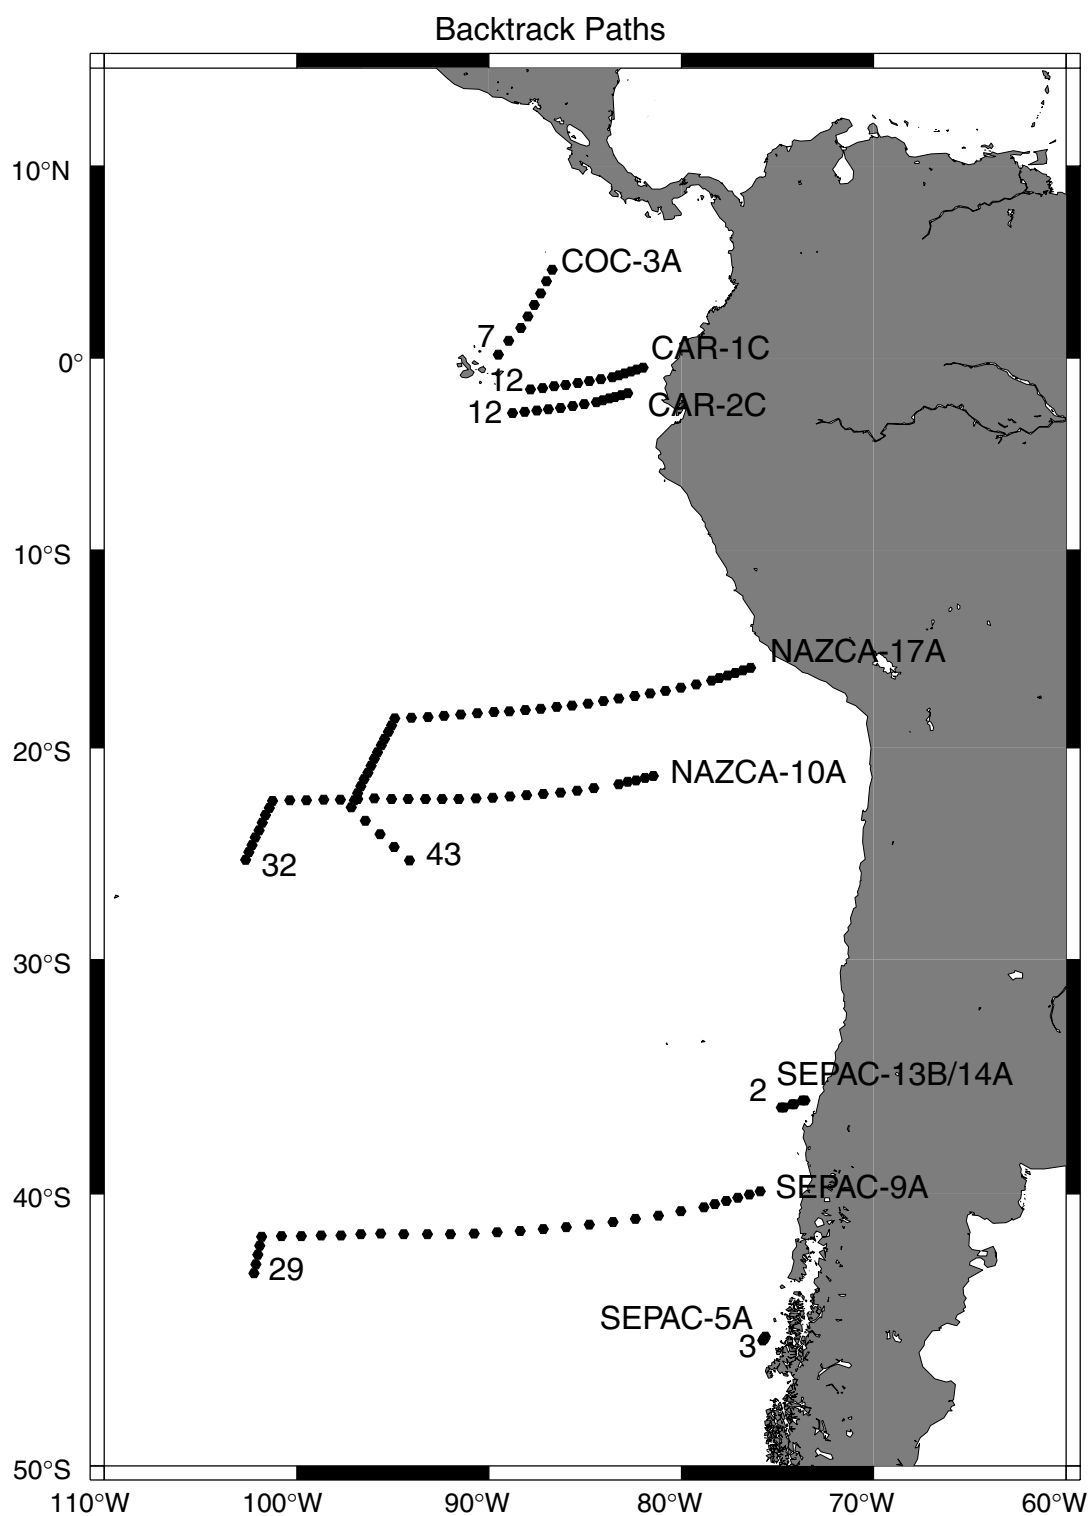 Backtrack Paths
10°N
COC-3A
7
0°
CAR-1C
12
CAR-2C
12
10°S
NAZCA-17A
20°S
NAZCA-10A
43
32
30°S
SEPAC-13B/14A
2
40°S
SEPAC-9A
29
SEPAC-5A
3
50°S
110°W
100°W
90°W
80°W
70°W
60°W